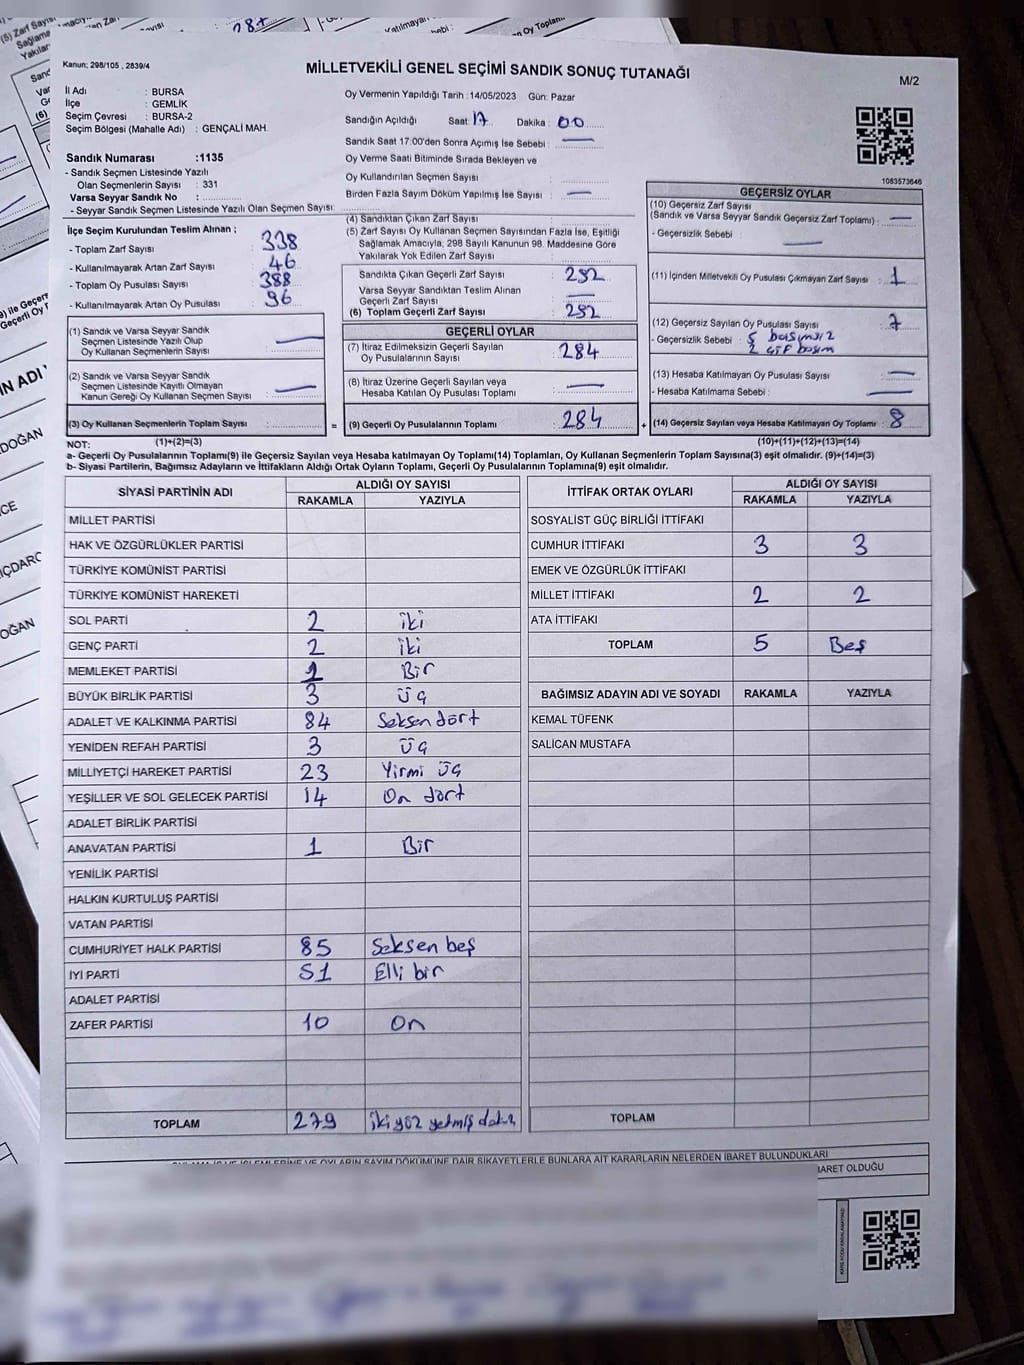 (5) Zarf Sayısı
Sağlama
Kanun; 298/105 , 2839/4
MİLLETVEKİLİ GENEL SEÇİMİ SANDIK SONUÇ TUTANAĞI
M/2
İl Adı : BURSA
İlçe : GEMLİK
Seçim Çevresi : BURSA-2
Seçim Bölgesi (Mahalle Adı) : GENÇALİ MAH.
Oy Vermenin Yapıldığı Tarih :14/05/2023 Gün: Pazar
Sandığın Açıldığı Saat: 17 Dakika : 00
Sandık Saat 17:00'den Sonra Açımış İse Sebebi : —
Oy Verme Saati Bitiminde Sırada Bekleyen ve
Oy Kullandırılan Seçmen Sayısı :
Birden Fazla Sayım Döküm Yapılmış İse Sayısı : —
1083573646
Sandık Numarası :1135
- Sandık Seçmen Listesinde Yazılı
Olan Seçmenlerin Sayısı : 331
Varsa Seyyar Sandık No :
- Seyyar Sandık Seçmen Listesinde Yazılı Olan Seçmen Sayısı:
İlçe Seçim Kurulundan Teslim Alınan ;
- Toplam Zarf Sayısı : 338
- Kullanılmayarak Artan Zarf Sayısı : 46
- Toplam Oy Pusulası Sayısı : 388
- Kullanılmayarak Artan Oy Pusulası : 96
(1) Sandık ve Varsa Seyyar Sandık
Seçmen Listesinde Yazılı Olup
Oy Kullanan Seçmenlerin Sayısı : —
(2) Sandık ve Varsa Seyyar Sandık
Seçmen Listesinde Kayıtlı Olmayan
Kanun Gereği Oy Kullanan Seçmen Sayısı : —
(3) Oy Kullanan Seçmenlerin Toplam Sayısı :
=
(4) Sandıktan Çıkan Zarf Sayısı :
(5) Zarf Sayısı Oy Kullanan Seçmen Sayısından Fazla İse, Eşitliği
Sağlamak Amacıyla; 298 Sayılı Kanunun 98. Maddesine Göre
Yakılarak Yok Edilen Zarf Sayısı :
Sandıkta Çıkan Geçerli Zarf Sayısı : 292
Varsa Seyyar Sandıktan Teslim Alınan
Geçerli Zarf Sayısı : —
(6) Toplam Geçerli Zarf Sayısı : 292
GEÇERLİ OYLAR
(7) İtiraz Edilmeksizin Geçerli Sayılan
Oy Pusulalarının Sayısı : 284
(8) İtiraz Üzerine Geçerli Sayılan veya
Hesaba Katılan Oy Pusulası Toplamı : —
(9) Geçerli Oy Pusulalarının Toplamı : 284
+
GEÇERSİZ OYLAR
(10) Geçersiz Zarf Sayısı
(Sandık ve Varsa Seyyar Sandık Geçersiz Zarf Toplamı) : —
- Geçersizlik Sebebi : —
(11) İçinden Milletvekili Oy Pusulası Çıkmayan Zarf Sayısı : 1
(12) Geçersiz Sayılan Oy Pusulası Sayısı : 7
- Geçersizlik Sebebi : 5 basımsız
2 çif basım
(13) Hesaba Katılmayan Oy Pusulası Sayısı : —
- Hesaba Katılmama Sebebi : —
(14) Geçersiz Sayılan veya Hesaba Katılmayan Oy Toplamı : 8
NOT: (1)+(2)=(3) (10)+(11)+(12)+(13)=(14)
a- Geçerli Oy Pusulalarının Toplamı(9) ile Geçersiz Sayılan veya Hesaba katılmayan Oy Toplamı(14) Toplamları, Oy Kullanan Seçmenlerin Toplam Sayısına(3) eşit olmalıdır. (9)+(14)=(3)
b- Siyasi Partilerin, Bağımsız Adayların ve İttifakların Aldığı Ortak Oyların Toplamı, Geçerli Oy Pusulalarının Toplamına(9) eşit olmalıdır.
SİYASİ PARTİNİN ADI ALDIĞI OY SAYISI
RAKAMLA YAZIYLA
MİLLET PARTİSİ
HAK VE ÖZGÜRLÜKLER PARTİSİ
TÜRKİYE KOMÜNİST PARTİSİ
TÜRKİYE KOMÜNİST HAREKETİ
SOL PARTİ 2 iki
GENÇ PARTİ 2 iki
MEMLEKET PARTİSİ 1 Bir
BÜYÜK BİRLİK PARTİSİ 3 üç
ADALET VE KALKINMA PARTİSİ 84 Seksen dört
YENİDEN REFAH PARTİSİ 3 üç
MİLLİYETÇİ HAREKET PARTİSİ 23 Yirmi üç
YEŞİLLER VE SOL GELECEK PARTİSİ 14 On dört
ADALET BİRLİK PARTİSİ
ANAVATAN PARTİSİ 1 Bir
YENİLİK PARTİSİ
HALKIN KURTULUŞ PARTİSİ
VATAN PARTİSİ
CUMHURİYET HALK PARTİSİ 85 Seksen beş
İYİ PARTİ 51 Elli bir
ADALET PARTİSİ
ZAFER PARTİSİ 10 On
TOPLAM 279 iki yüz yetmiş dokuz
İTTİFAK ORTAK OYLARI ALDIĞI OY SAYISI
RAKAMLA YAZIYLA
SOSYALİST GÜÇ BİRLİĞİ İTTİFAKI
CUMHUR İTTİFAKI 3 3
EMEK VE ÖZGÜRLÜK İTTİFAKI
MİLLET İTTİFAKI 2 2
ATA İTTİFAKI
TOPLAM 5 Beş
BAĞIMSIZ ADAYIN ADI VE SOYADI RAKAMLA YAZIYLA
KEMAL TÜFENK
SALİCAN MUSTAFA
TOPLAM
OYLARIN SAYIM DÖKÜMÜNE DAİR ŞİKAYETLERLE BUNLARA AİT KARARLARIN NELERDEN İBARET BULUNDUKLARI
İBARET OLDUĞU